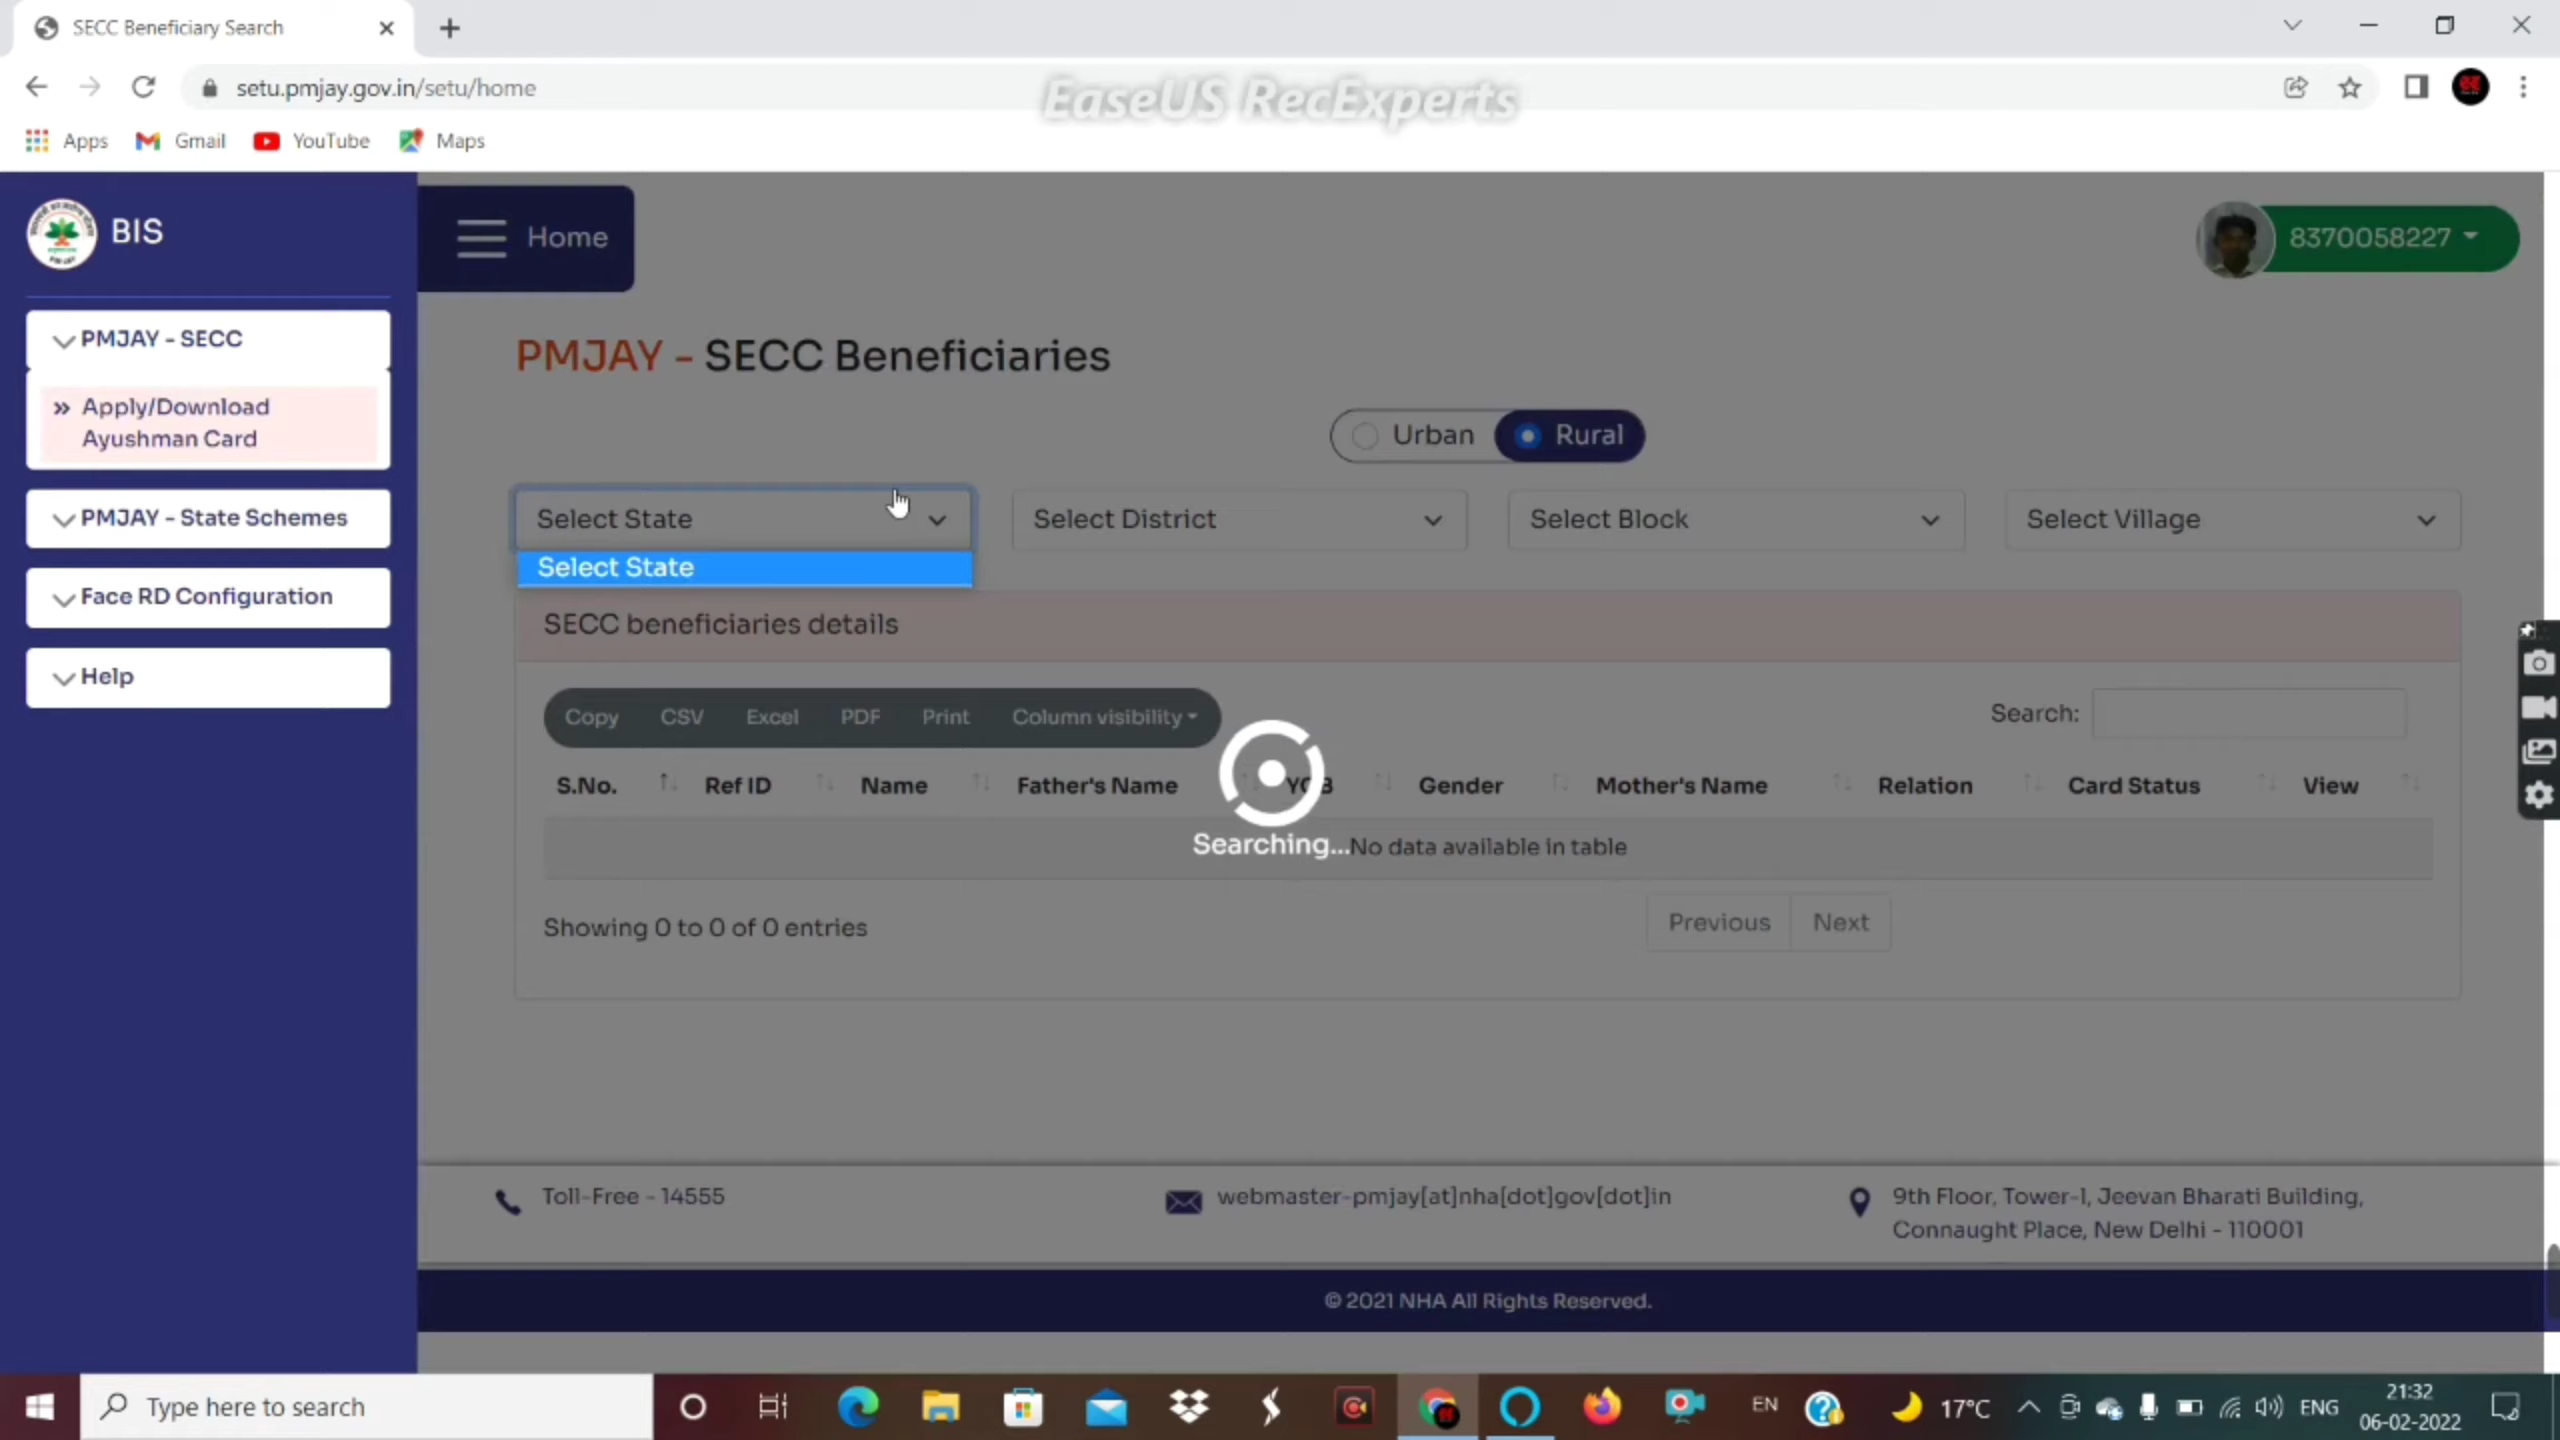 SECC Beneficiary Search
setu.pmjay.gov.in/setu/home
EaseUS RecExperts
Apps Gmail YouTube Maps
BIS
Home
8370058227
PMJAY - SECC
Apply/Download
Ayushman Card
PMJAY - State Schemes
Face RD Configuration
Help
PMJAY - SECC Beneficiaries
Urban Rural
Select State Select District Select Block Select Village
Select State
SECC beneficiaries details
Copy CSV Excel PDF Print Column visibility
Search:
S.No. Ref ID Name Father's Name Gender Mother's Name Relation Card Status View
Searching... No data available in table
Showing 0 to 0 of 0 entries
Previous Next
Toll-Free - 14555
webmaster-pmjay[at]nha[dot]gov[dot]in
9th Floor, Tower-l, Jeevan Bharati Building,
Connaught Place, New Delhi - 110001
© 2021 NHA All Rights Reserved.
Type here to search
EN
17°C
ENG
21:32
06-02-2022